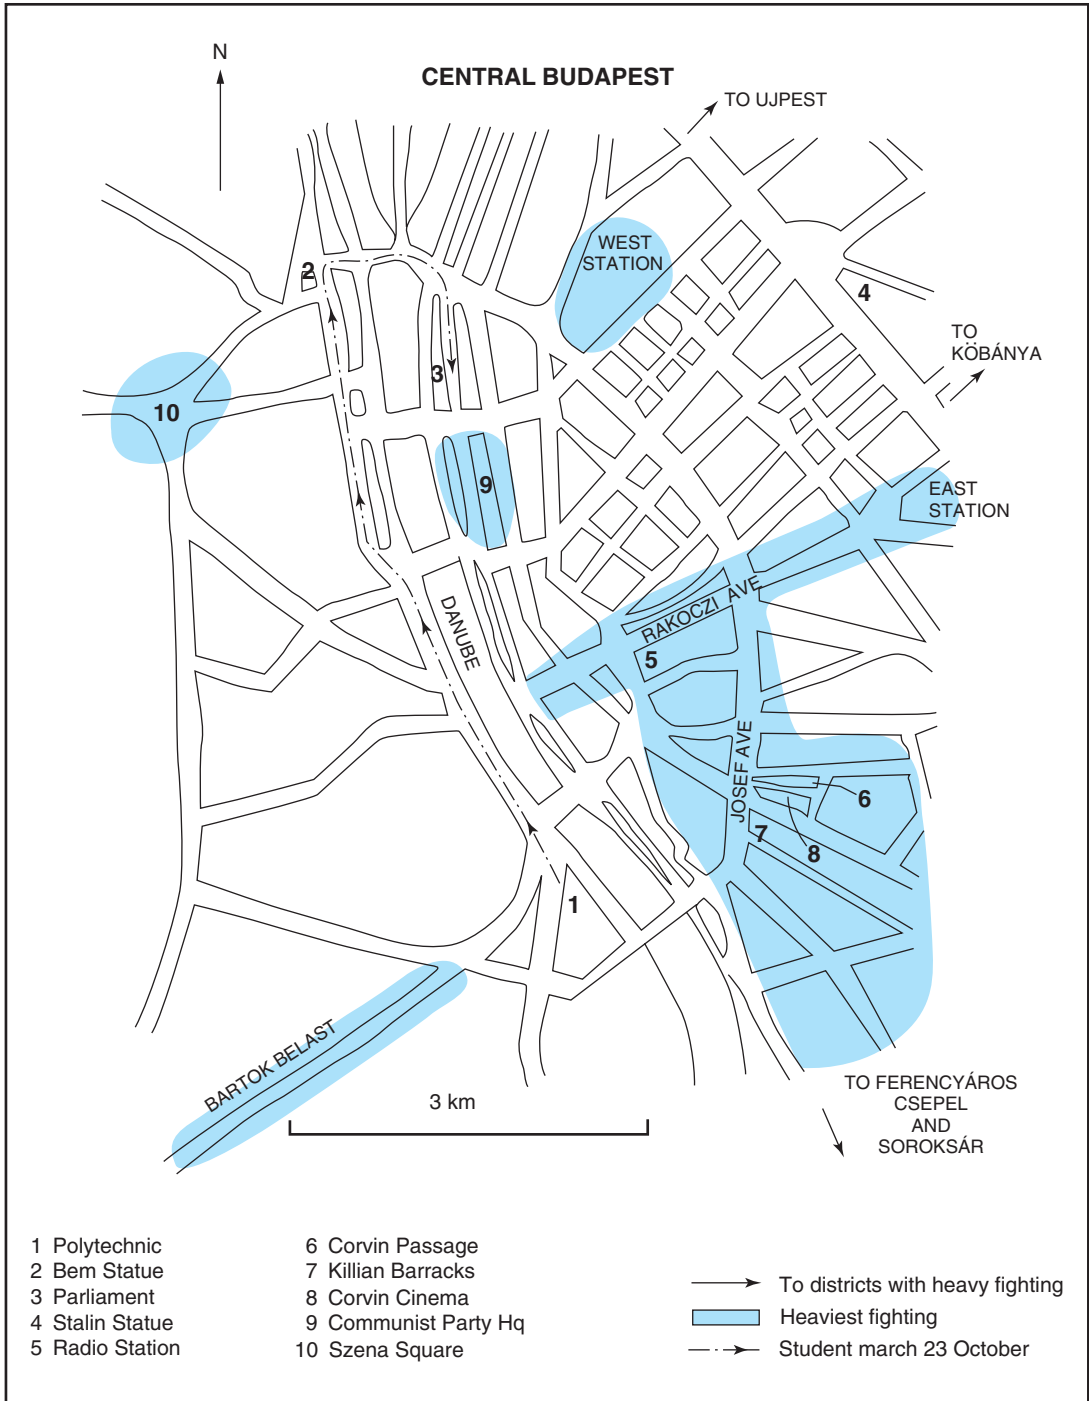 N
CENTRAL BUDAPEST
TO UJPEST
WEST
STATION
2
4
TO
KÖBÁNYA
3
10
9
EAST
STATION
DANUBE
RAKOCZI AVE
5
JOSEF AVE
6
7
8
1
BARTOK BELAST
3 km
TO FERENCYÁROS
CSEPEL
AND
SOROKSÁR
1 Polytechnic
2 Bem Statue
3 Parliament
4 Stalin Statue
5 Radio Station
6 Corvin Passage
7 Killian Barracks
8 Corvin Cinema
9 Communist Party Hq
10 Szena Square
To districts with heavy fighting
Heaviest fighting
Student march 23 October